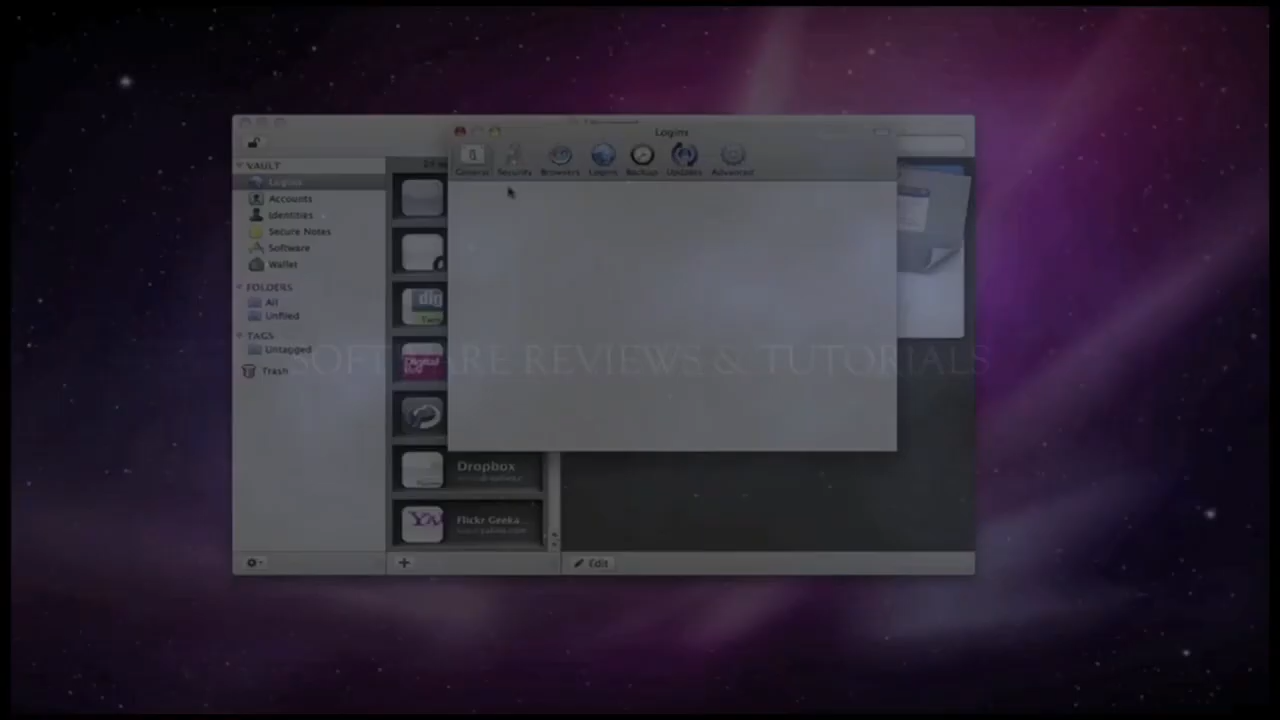 Logins
General Security Browsers Logins Backup Updates Advanced
VAULT
Logins
Accounts
Identities
Secure Notes
Software
Wallet
FOLDERS
All
Unfiled
TAGS
Untagged
Trash
SOFTWARE REVIEWS & TUTORIALS
Digital
Dropbox
Flickr Geeka...
Edit